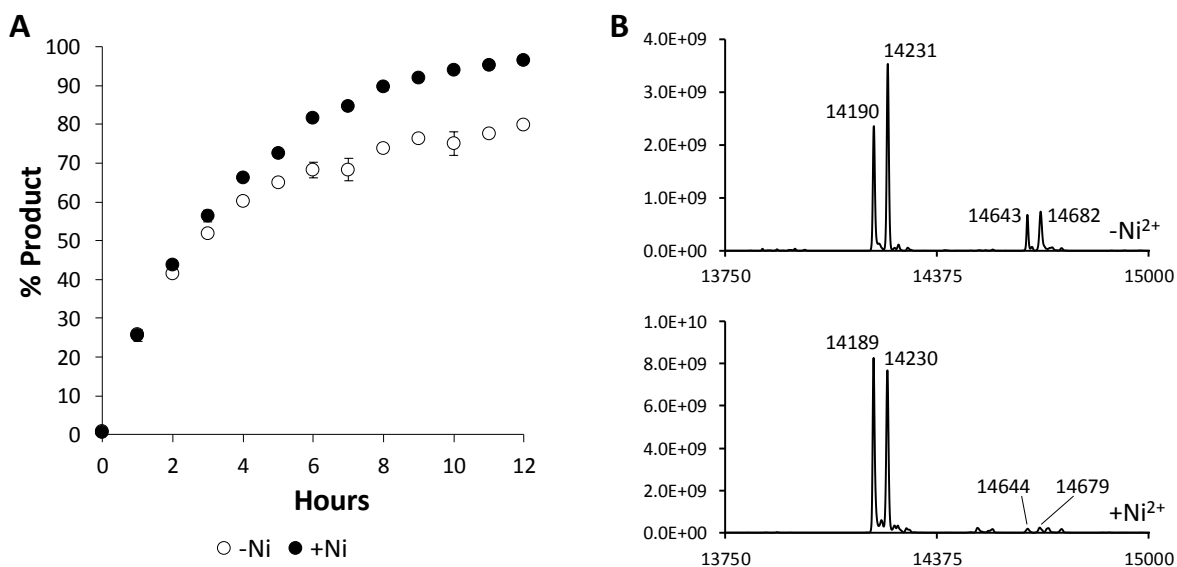 A
100
90
80
70
60
50
40
30
20
10
0
% Product
0 2 4 6 8 10 12
Hours
-Ni +Ni
B
4.0E+09
3.0E+09
2.0E+09
1.0E+09
0.0E+00
14231
14190
14643 14682
-Ni²⁺
13750 14375 15000
1.0E+10
8.0E+09
6.0E+09
4.0E+09
2.0E+09
0.0E+00
14189
14230
14644 14679
+Ni²⁺
13750 14375 15000